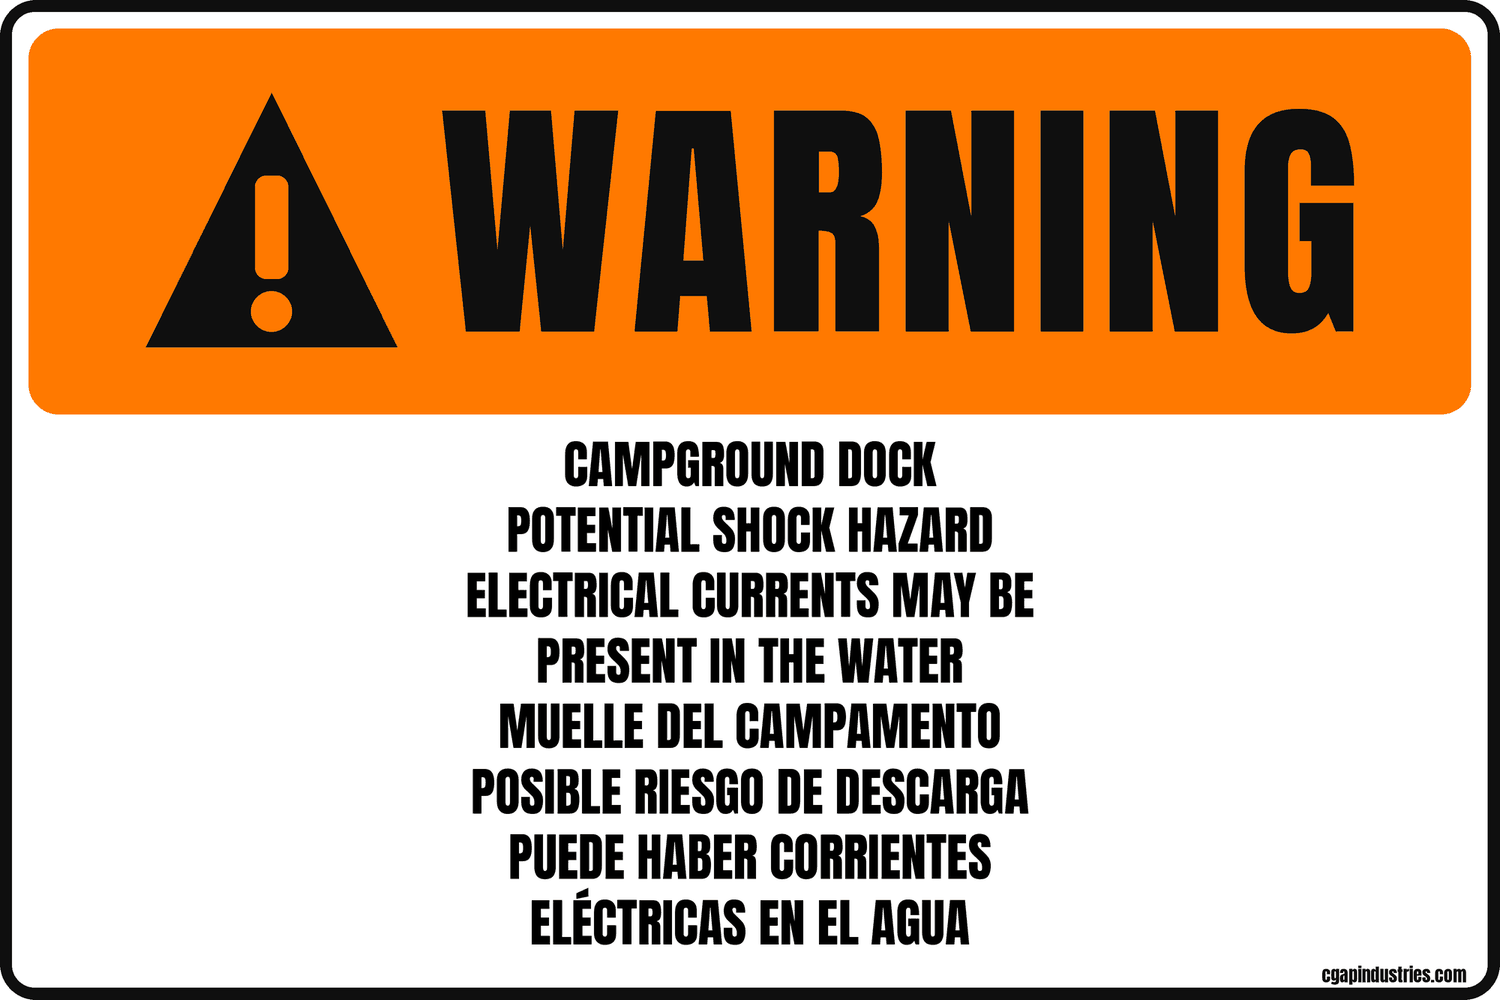 WARNING
CAMPGROUND DOCK
POTENTIAL SHOCK HAZARD
ELECTRICAL CURRENTS MAY BE
PRESENT IN THE WATER
MUELLE DEL CAMPAMENTO
POSIBLE RIESGO DE DESCARGA
PUEDE HABER CORRIENTES
ELÉCTRICAS EN EL AGUA
cgapindustries.com